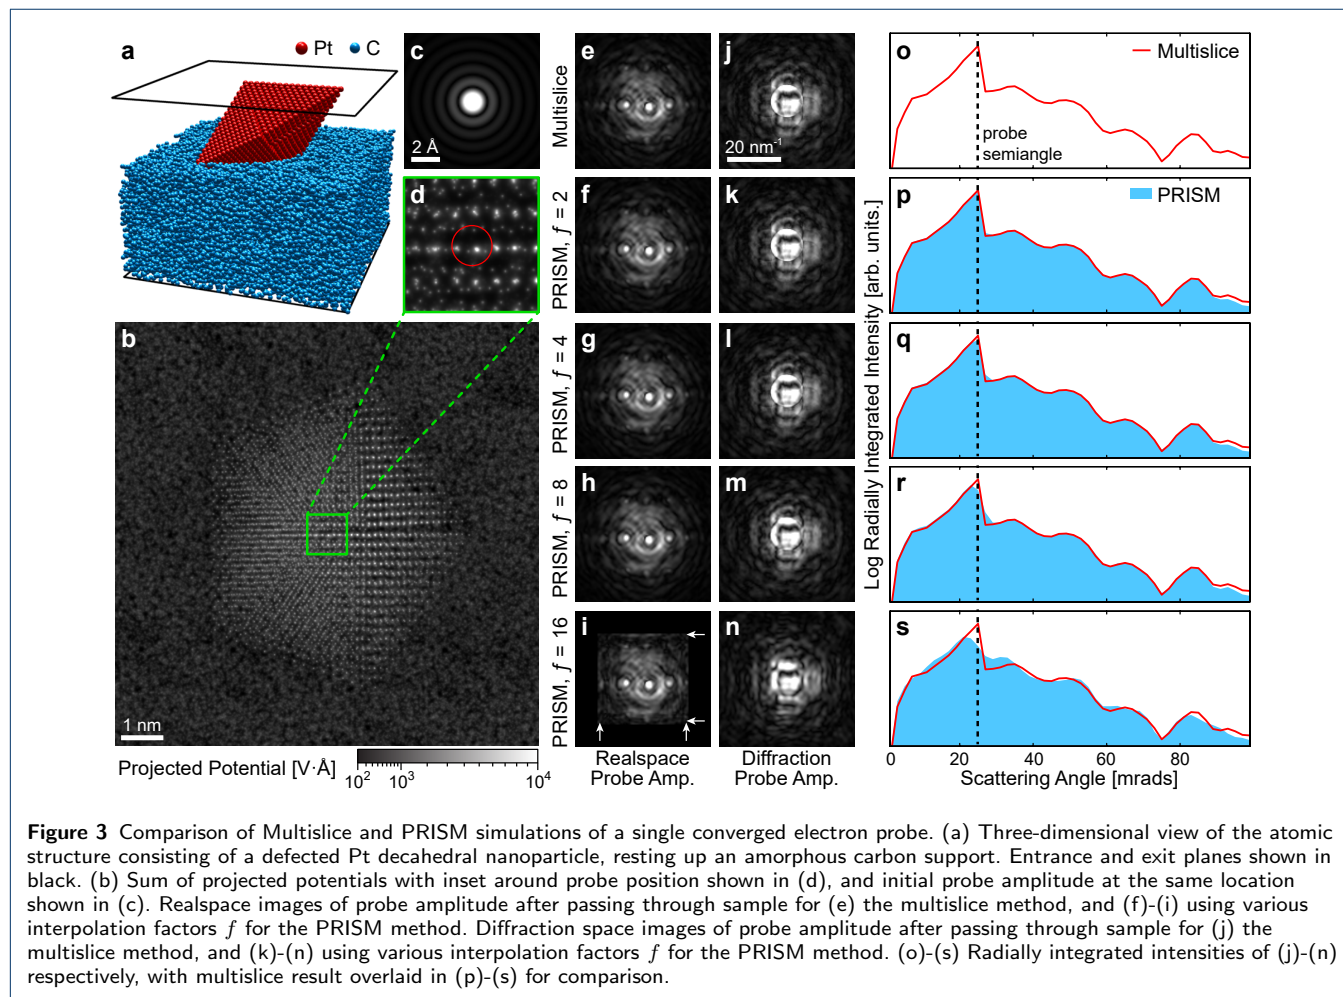 a
Pt
C
c
2 Å
Multislice
e
j
20 nm⁻¹
o
Multislice
probe
semiangle
d
PRISM, f = 2
f
k
p
PRISM
Log Radially Integrated Intensity [arb. units.]
b
1 nm
PRISM, f = 4
g
l
q
PRISM, f = 8
h
m
r
PRISM, f = 16
i
n
s
Projected Potential [V·Å]
10² 10³ 10⁴
Realspace
Probe Amp.
Diffraction
Probe Amp.
0 20 40 60 80
Scattering Angle [mrads]
Figure 3 Comparison of Multislice and PRISM simulations of a single converged electron probe. (a) Three-dimensional view of the atomic
structure consisting of a defected Pt decahedral nanoparticle, resting up an amorphous carbon support. Entrance and exit planes shown in
black. (b) Sum of projected potentials with inset around probe position shown in (d), and initial probe amplitude at the same location
shown in (c). Realspace images of probe amplitude after passing through sample for (e) the multislice method, and (f)-(i) using various
interpolation factors f for the PRISM method. Diffraction space images of probe amplitude after passing through sample for (j) the
multislice method, and (k)-(n) using various interpolation factors f for the PRISM method. (o)-(s) Radially integrated intensities of (j)-(n)
respectively, with multislice result overlaid in (p)-(s) for comparison.